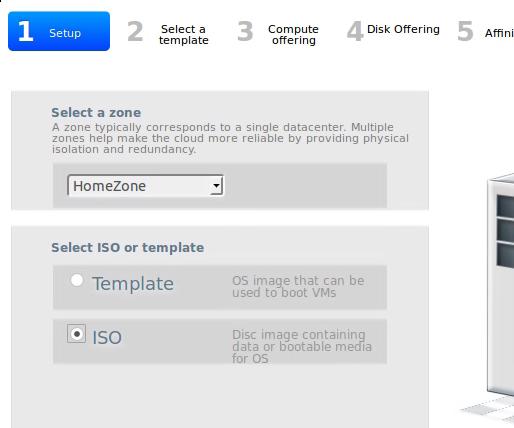 1 Setup
2 Select a template
3 Compute offering
4 Disk Offering
5
Select a zone
A zone typically corresponds to a single datacenter. Multiple
zones help make the cloud more reliable by providing physical
isolation and redundancy.
HomeZone
Select ISO or template
Template
OS image that can be
used to boot VMs
ISO
Disc image containing
data or bootable media
for OS